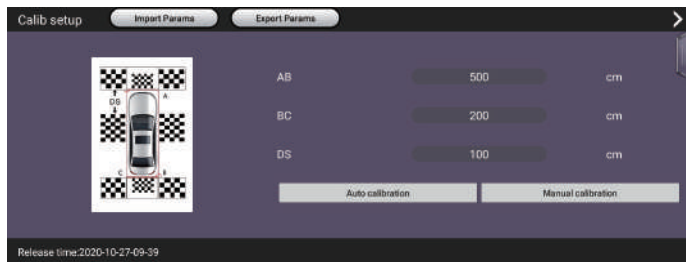 Calib setup Import Params Export Params
DS A
AB 500 cm
BC 200 cm
DS 100 cm
C B
Auto calibration Manual calibration
Release time:2020-10-27-09-39